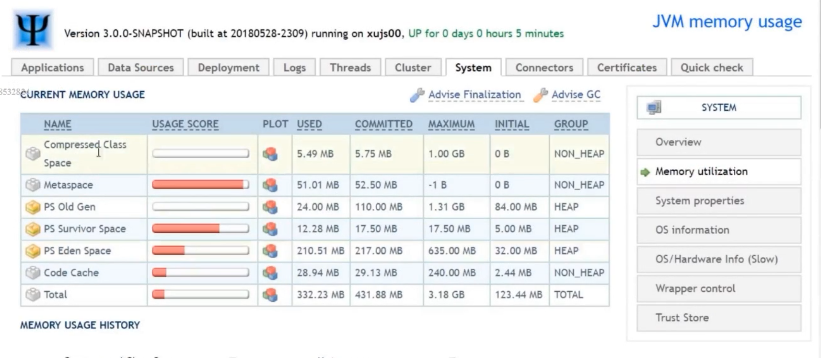 Version 3.0.0-SNAPSHOT (built at 20180528-2309) running on xujs00, UP for 0 days 0 hours 5 minutes
JVM memory usage
Applications Data Sources Deployment Logs Threads Cluster System Connectors Certificates Quick check
CURRENT MEMORY USAGE
Advise Finalization Advise GC
NAME USAGE SCORE PLOT USED COMMITTED MAXIMUM INITIAL GROUP
Compressed Class Space 5.49 MB 5.75 MB 1.00 GB 0 B NON_HEAP
Metaspace 51.01 MB 52.50 MB -1 B 0 B NON_HEAP
PS Old Gen 24.00 MB 110.00 MB 1.31 GB 84.00 MB HEAP
PS Survivor Space 12.28 MB 17.50 MB 17.50 MB 5.00 MB HEAP
PS Eden Space 210.51 MB 217.00 MB 635.00 MB 32.00 MB HEAP
Code Cache 28.94 MB 29.13 MB 240.00 MB 2.44 MB NON_HEAP
Total 332.23 MB 431.88 MB 3.18 GB 123.44 MB TOTAL
MEMORY USAGE HISTORY
SYSTEM
Overview
Memory utilization
System properties
OS information
OS/Hardware Info (Slow)
Wrapper control
Trust Store